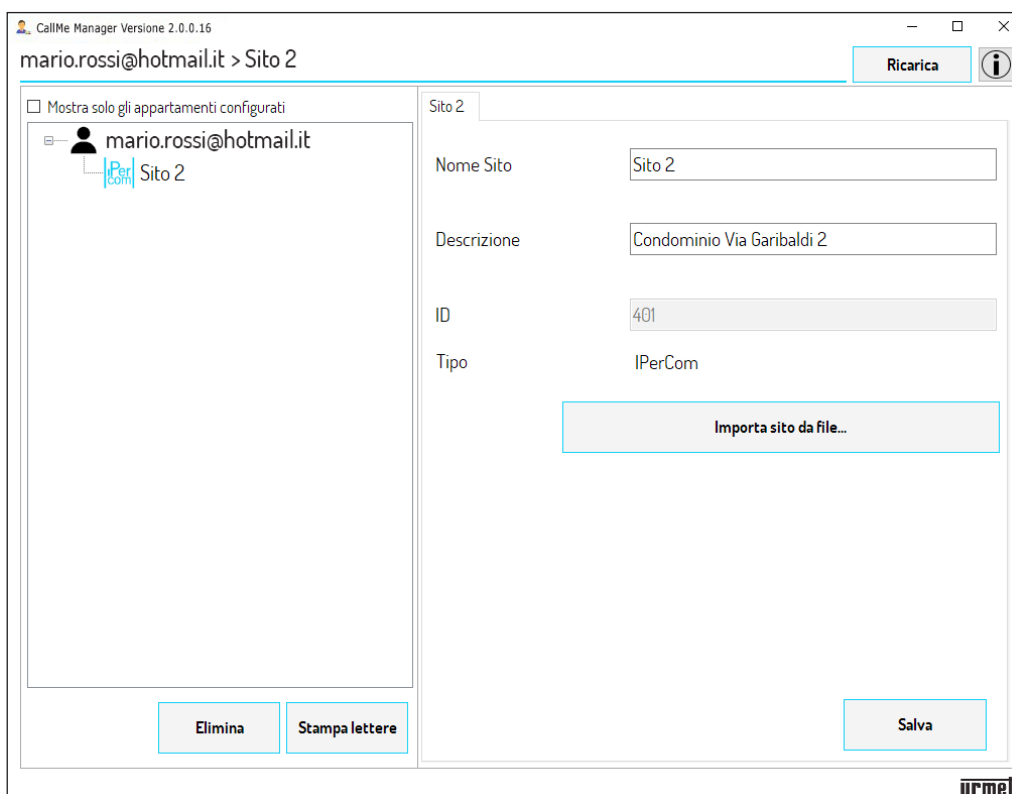 CallMe Manager Versione 2.0.0.16
mario.rossi@hotmail.it > Sito 2
Ricarica
i
Mostra solo gli appartamenti configurati
mario.rossi@hotmail.it
iPer
com
Sito 2
Sito 2
Nome Sito
Sito 2
Descrizione
Condominio Via Garibaldi 2
ID
401
Tipo
IPerCom
Importa sito da file...
Elimina
Stampa lettere
Salva
urmet